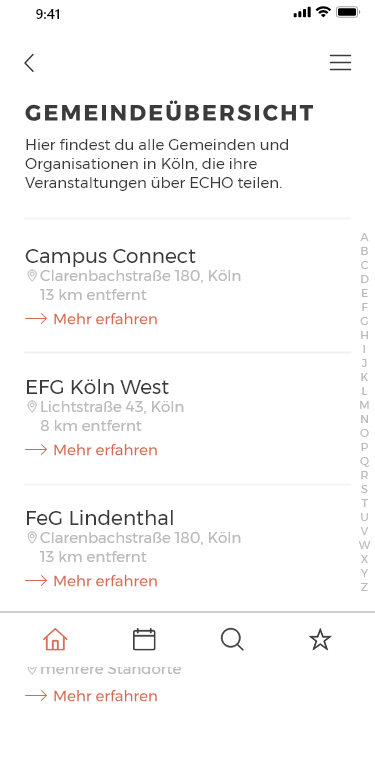 9:41
GEMEINDEÜBERSICHT
Hier findest du alle Gemeinden und
Organisationen in Köln, die ihre
Veranstaltungen über ECHO teilen.
Campus Connect
Clarenbachstraße 180, Köln
13 km entfernt
Mehr erfahren
EFG Köln West
Lichtstraße 43, Köln
8 km entfernt
Mehr erfahren
FeG Lindenthal
Clarenbachstraße 180, Köln
13 km entfernt
Mehr erfahren
mehrere Standorte
Mehr erfahren
A
B
C
D
E
F
G
H
I
J
K
L
M
N
O
P
Q
R
S
T
U
V
W
X
Y
Z